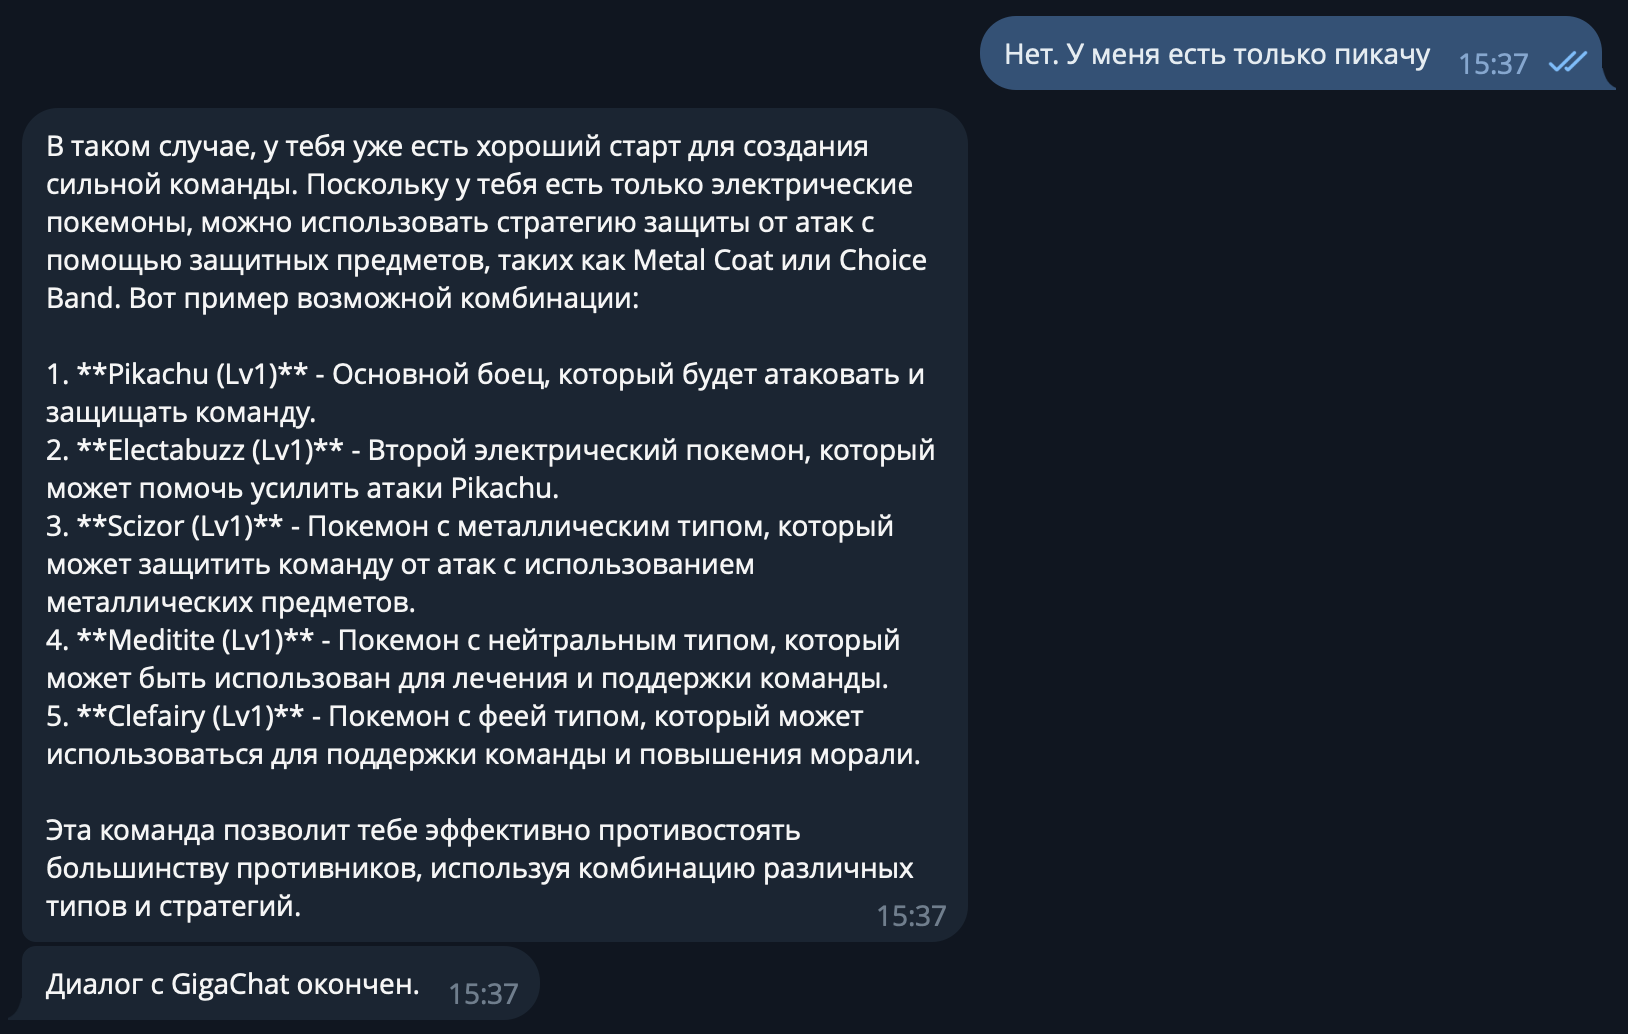 Нет. У меня есть только пикачу 15:37
В таком случае, у тебя уже есть хороший старт для создания
сильной команды. Поскольку у тебя есть только электрические
покемоны, можно использовать стратегию защиты от атак с
помощью защитных предметов, таких как Metal Coat или Choice
Band. Вот пример возможной комбинации:
1. **Pikachu (Lv1)** - Основной боец, который будет атаковать и
защищать команду.
2. **Electabuzz (Lv1)** - Второй электрический покемон, который
может помочь усилить атаки Pikachu.
3. **Scizor (Lv1)** - Покемон с металлическим типом, который
может защитить команду от атак с использованием
металлических предметов.
4. **Meditite (Lv1)** - Покемон с нейтральным типом, который
может быть использован для лечения и поддержки команды.
5. **Clefairy (Lv1)** - Покемон с феей типом, который может
использоваться для поддержки команды и повышения морали.
Эта команда позволит тебе эффективно противостоять
большинству противников, используя комбинацию различных
типов и стратегий.
15:37
Диалог с GigaChat окончен. 15:37